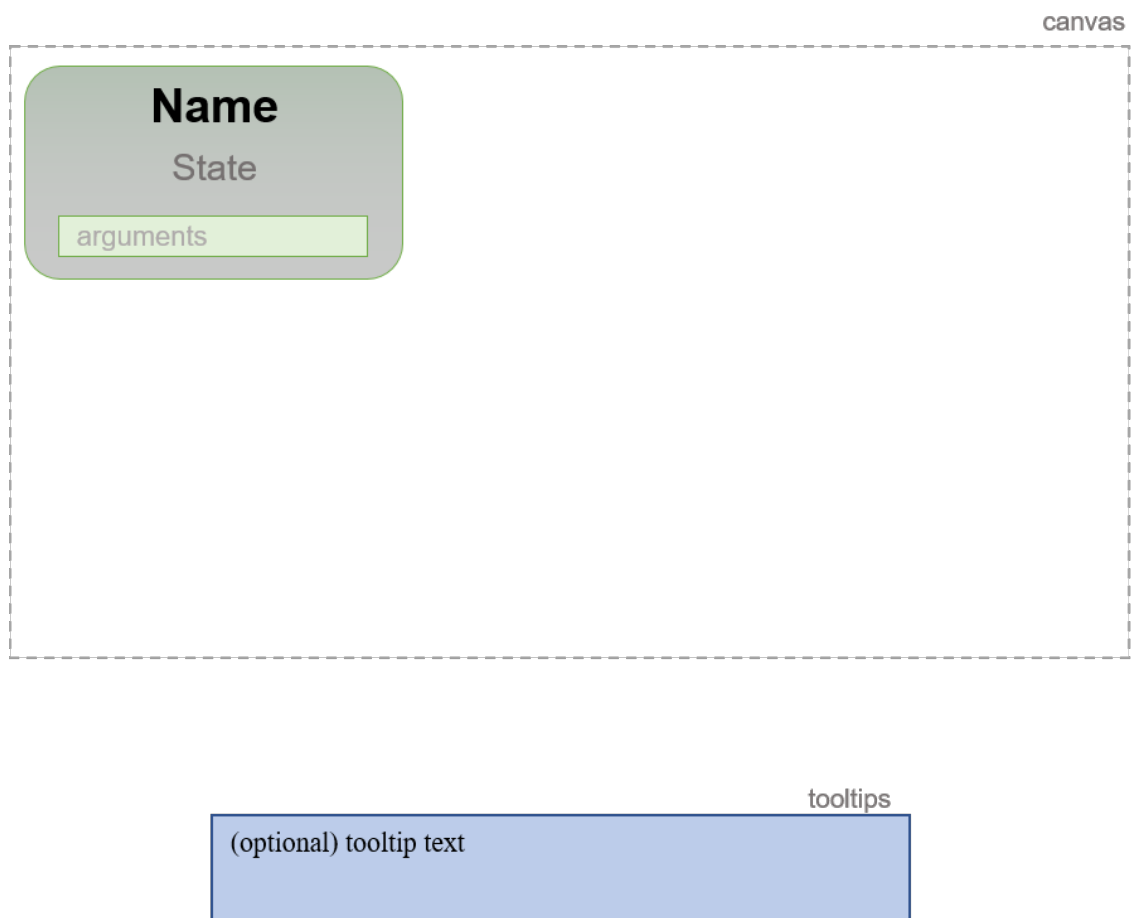 canvas
Name
State
arguments
tooltips
(optional) tooltip text